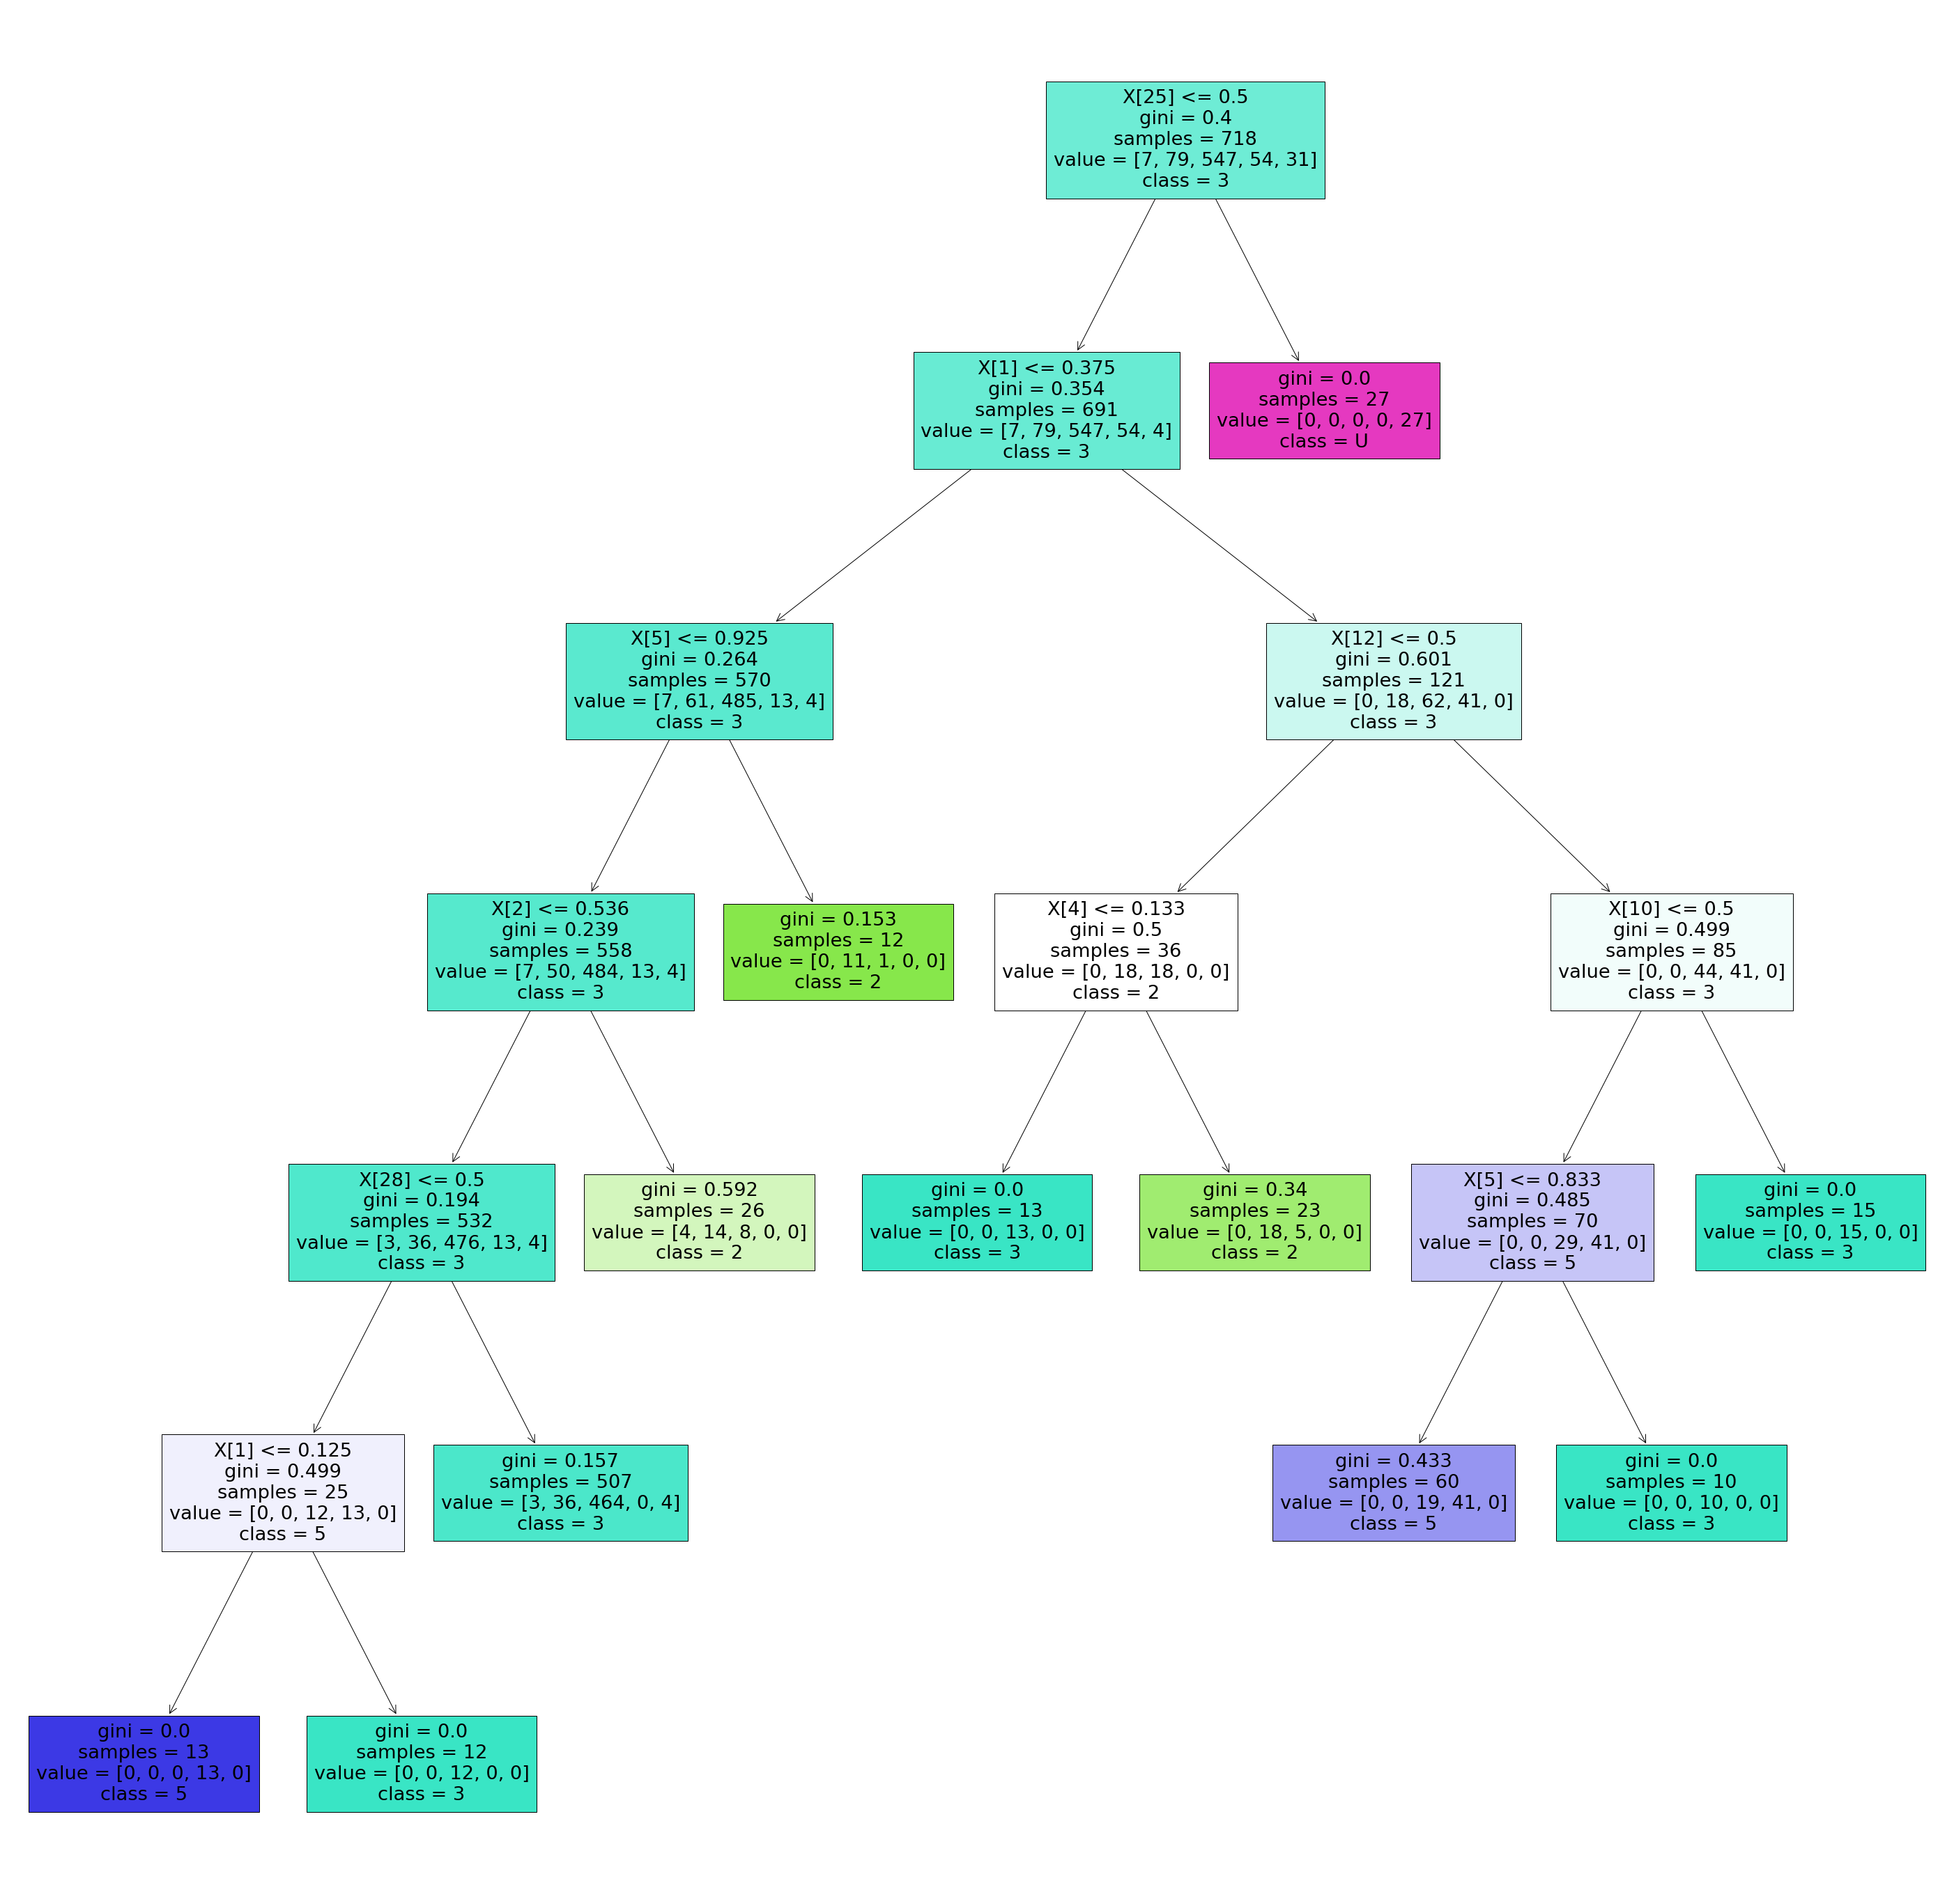 X[25] <= 0.5
gini = 0.4
samples = 718
value = [7, 79, 547, 54, 31]
class = 3
X[1] <= 0.375
gini = 0.354
samples = 691
value = [7, 79, 547, 54, 4]
class = 3
gini = 0.0
samples = 27
value = [0, 0, 0, 0, 27]
class = U
X[5] <= 0.925
gini = 0.264
samples = 570
value = [7, 61, 485, 13, 4]
class = 3
X[12] <= 0.5
gini = 0.601
samples = 121
value = [0, 18, 62, 41, 0]
class = 3
X[2] <= 0.536
gini = 0.239
samples = 558
value = [7, 50, 484, 13, 4]
class = 3
gini = 0.153
samples = 12
value = [0, 11, 1, 0, 0]
class = 2
X[4] <= 0.133
gini = 0.5
samples = 36
value = [0, 18, 18, 0, 0]
class = 2
X[10] <= 0.5
gini = 0.499
samples = 85
value = [0, 0, 44, 41, 0]
class = 3
X[28] <= 0.5
gini = 0.194
samples = 532
value = [3, 36, 476, 13, 4]
class = 3
gini = 0.592
samples = 26
value = [4, 14, 8, 0, 0]
class = 2
gini = 0.0
samples = 13
value = [0, 0, 13, 0, 0]
class = 3
gini = 0.34
samples = 23
value = [0, 18, 5, 0, 0]
class = 2
X[5] <= 0.833
gini = 0.485
samples = 70
value = [0, 0, 29, 41, 0]
class = 5
gini = 0.0
samples = 15
value = [0, 0, 15, 0, 0]
class = 3
X[1] <= 0.125
gini = 0.499
samples = 25
value = [0, 0, 12, 13, 0]
class = 5
gini = 0.157
samples = 507
value = [3, 36, 464, 0, 4]
class = 3
gini = 0.433
samples = 60
value = [0, 0, 19, 41, 0]
class = 5
gini = 0.0
samples = 10
value = [0, 0, 10, 0, 0]
class = 3
gini = 0.0
samples = 13
value = [0, 0, 0, 13, 0]
class = 5
gini = 0.0
samples = 12
value = [0, 0, 12, 0, 0]
class = 3